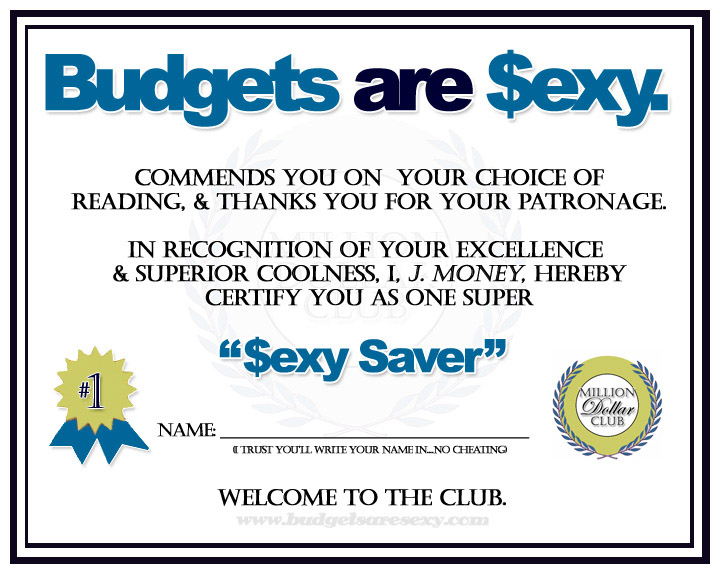 Budgets are $exy.
COMMENDS YOU ON YOUR CHOICE OF
READING, & THANKS YOU FOR YOUR PATRONAGE.
IN RECOGNITION OF YOUR EXCELLENCE
& SUPERIOR COOLNESS, I, J. MONEY, HEREBY
CERTIFY YOU AS ONE SUPER
MILLION
CLUB
“$exy Saver”
#1
MILLION
Dollar
CLUB
NAME:
(I TRUST YOU'LL WRITE YOUR NAME IN....NO CHEATING)
WELCOME TO THE CLUB.
www.budgetsaresexy.com